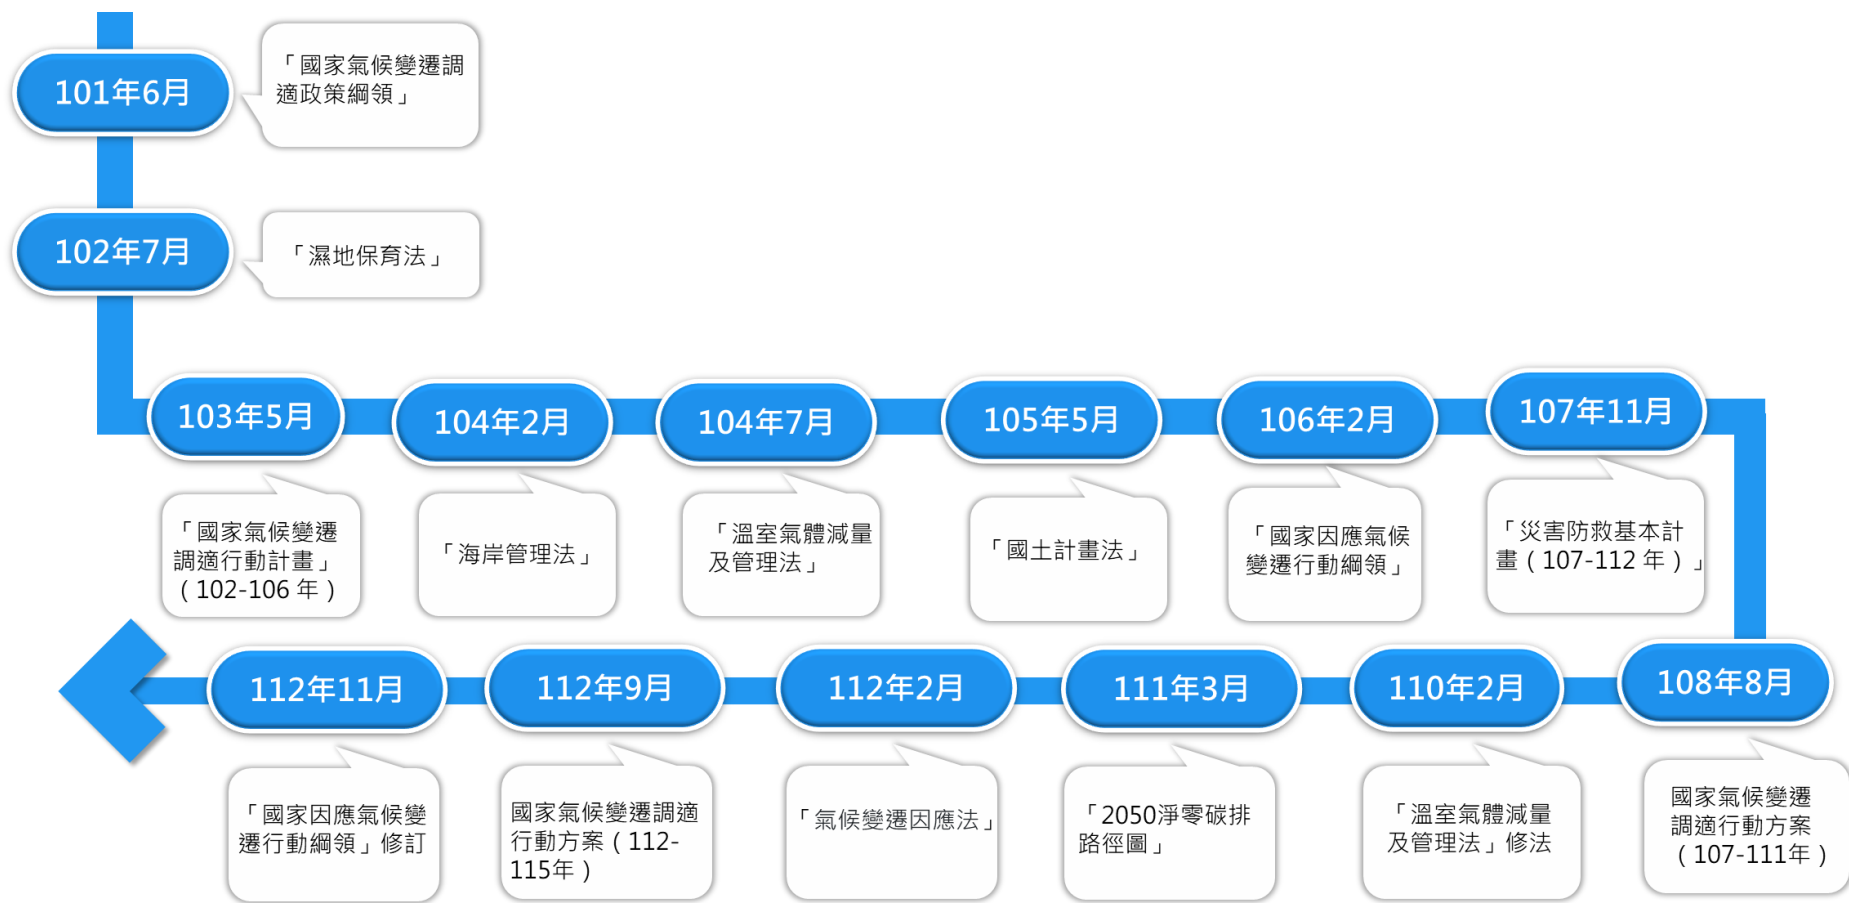 101年6月
「國家氣候變遷調
適政策綱領」
102年7月
「濕地保育法」
103年5月
「國家氣候變遷
調適行動計畫」
（102-106 年）
104年2月
「海岸管理法」
104年7月
「溫室氣體減量
及管理法」
105年5月
「國土計畫法」
106年2月
「國家因應氣候
變遷行動綱領」
107年11月
「災害防救基本計
畫（107-112 年）」
108年8月
國家氣候變遷
調適行動方案
（107-111年）
110年2月
「溫室氣體減量
及管理法」修法
111年3月
「2050淨零碳排
路徑圖」
112年2月
「氣候變遷因應法」
112年9月
國家氣候變遷調適
行動方案（112-
115年）
112年11月
「國家因應氣候變
遷行動綱領」修訂